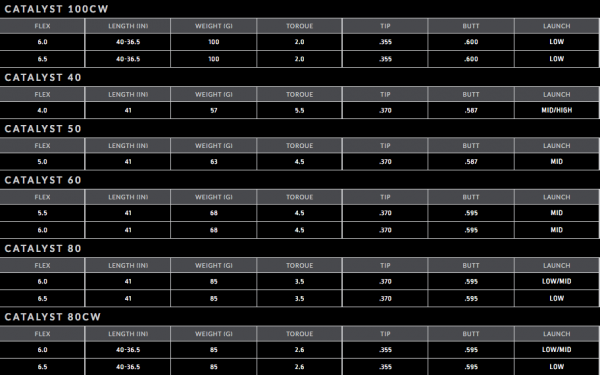 CATALYST 100CW
FLEX LENGTH (IN) WEIGHT (G) TORQUE TIP BUTT LAUNCH
6.0 40-36.5 100 2.0 .355 .600 LOW
6.5 40-36.5 100 2.0 .355 .600 LOW
CATALYST 40
FLEX LENGTH (IN) WEIGHT (G) TORQUE TIP BUTT LAUNCH
4.0 41 57 5.5 .370 .587 MID/HIGH
CATALYST 50
FLEX LENGTH (IN) WEIGHT (G) TORQUE TIP BUTT LAUNCH
5.0 41 63 4.5 .370 .587 MID
CATALYST 60
FLEX LENGTH (IN) WEIGHT (G) TORQUE TIP BUTT LAUNCH
5.5 41 68 4.5 .370 .595 MID
6.0 41 68 4.5 .370 .595 MID
CATALYST 80
FLEX LENGTH (IN) WEIGHT (G) TORQUE TIP BUTT LAUNCH
6.0 41 85 3.5 .370 .595 LOW/MID
6.5 41 85 3.5 .370 .595 LOW
CATALYST 80CW
FLEX LENGTH (IN) WEIGHT (G) TORQUE TIP BUTT LAUNCH
6.0 40-36.5 85 2.6 .355 .595 LOW/MID
6.5 40-36.5 85 2.6 .355 .595 LOW